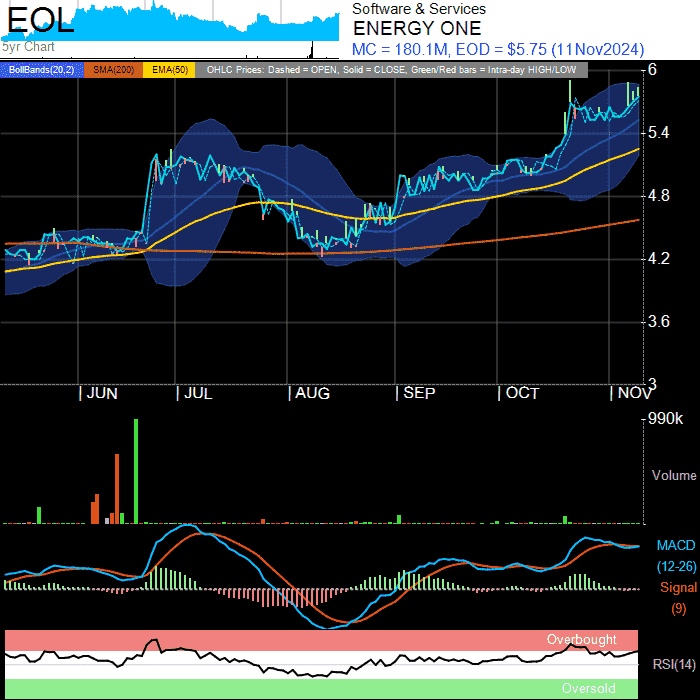 EOL
5yr Chart
Software & Services
ENERGY ONE
MC = 180.1M, EOD = $5.75 (11Nov2024)
BollBands(20,2) SMA(200) EMA(50) OHLC Prices: Dashed = OPEN, Solid = CLOSE, Green/Red bars = Intra-day HIGH/LOW
6
5.4
4.8
4.2
3.6
3
JUN JUL AUG SEP OCT NOV
990k
Volume
MACD
(12-26)
Signal
(9)
Overbought
RSI(14)
Oversold